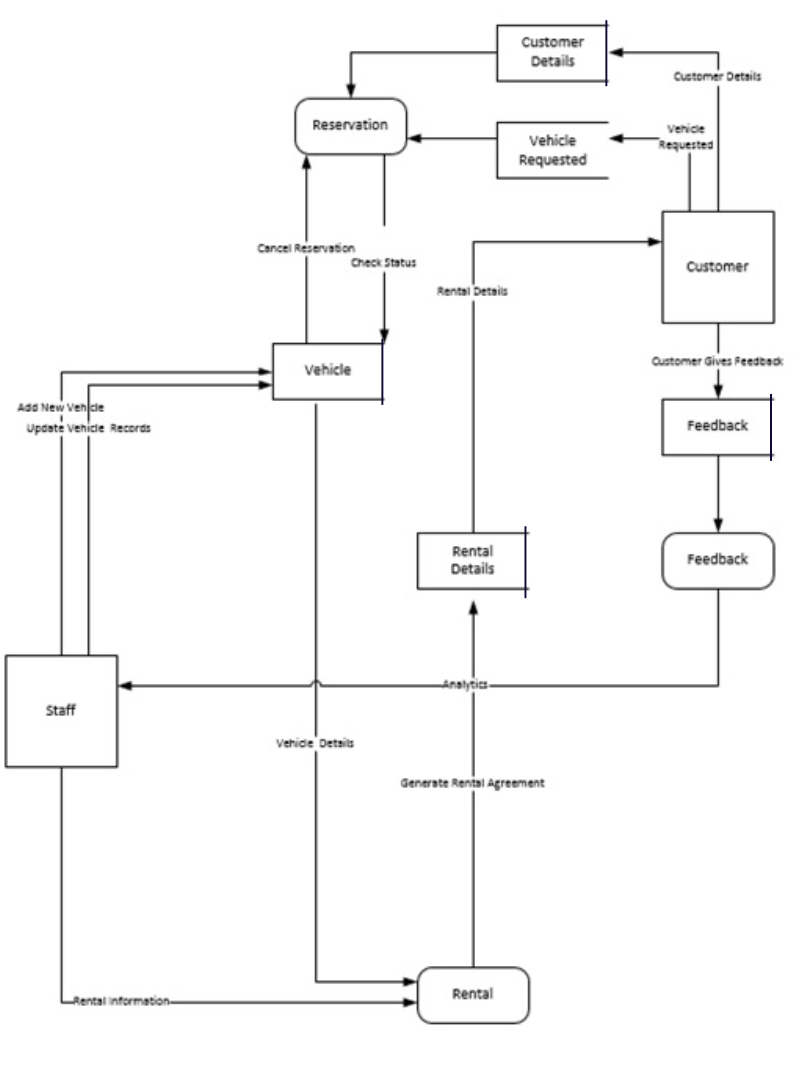 Customer
Details
Customer Details
Reservation
Vehicle
Requested
Vehicle
Requested
Customer
Cancel Reservation
Check Status
Rental Details
Vehicle
Customer Gives Feedback
Add New Vehicle
Update Vehicle Records
Feedback
Rental
Details
Feedback
Staff
Analytics
Vehicle Details
Generate Rental Agreement
Rental
Rental Information